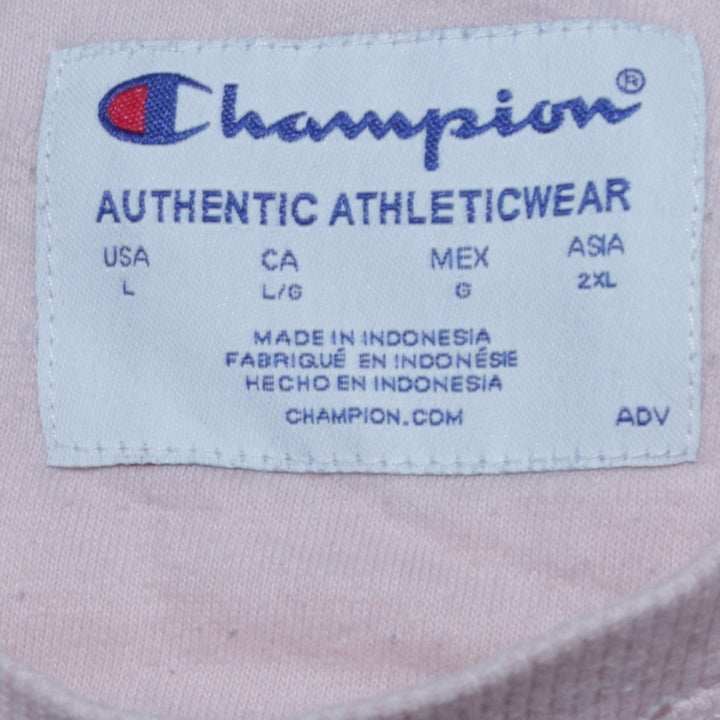 Champion®
AUTHENTIC ATHLETICWEAR
USA CA MEX ASIA
L L/G G 2XL
MADE IN INDONESIA
FABRIQUÉ EN INDONÉSIE
HECHO EN INDONESIA
CHAMPION.COM ADV